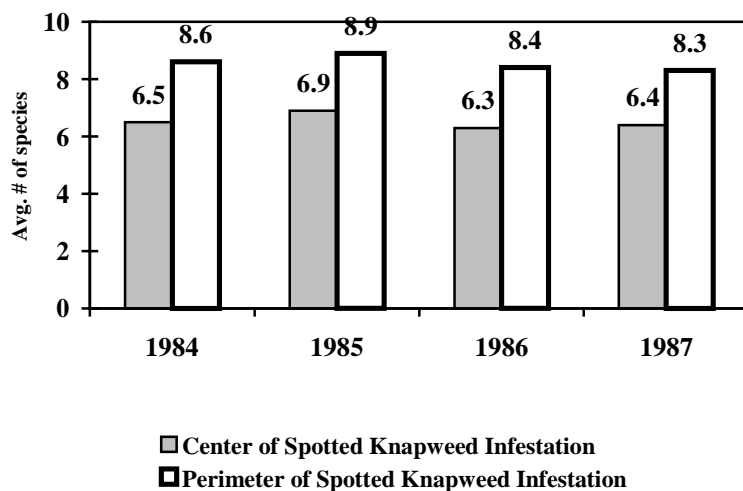 Avg. # of species
10
8
6
4
2
0
6.5 8.6 6.9 8.9 6.3 8.4 6.4 8.3
1984 1985 1986 1987
Center of Spotted Knapweed Infestation
Perimeter of Spotted Knapweed Infestation